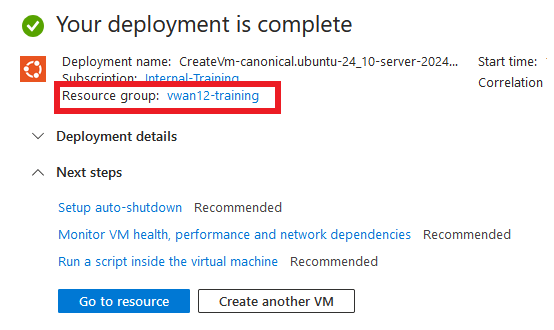 Your deployment is complete
Deployment name: CreateVm-canonical.ubuntu-24_10-server-2024... Start time:
Subscription: Internal-Training Correlation
Resource group: vwan12-training
Deployment details
Next steps
Setup auto-shutdown Recommended
Monitor VM health, performance and network dependencies Recommended
Run a script inside the virtual machine Recommended
Go to resource Create another VM